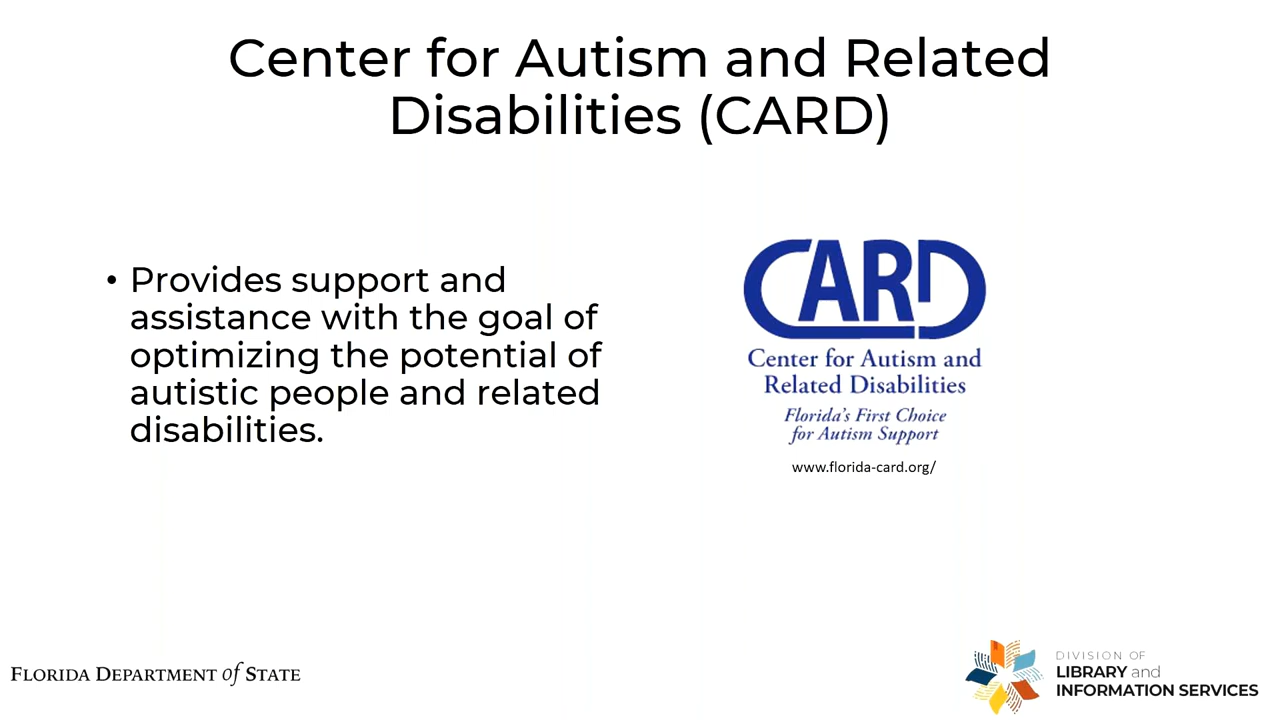 Center for Autism and Related
Disabilities (CARD)
• Provides support and
assistance with the goal of
optimizing the potential of
autistic people and related
disabilities.
CARD
Center for Autism and
Related Disabilities
Florida's First Choice
for Autism Support
www.florida-card.org/
FLORIDA DEPARTMENT of STATE
DIVISION OF
LIBRARY and
INFORMATION SERVICES